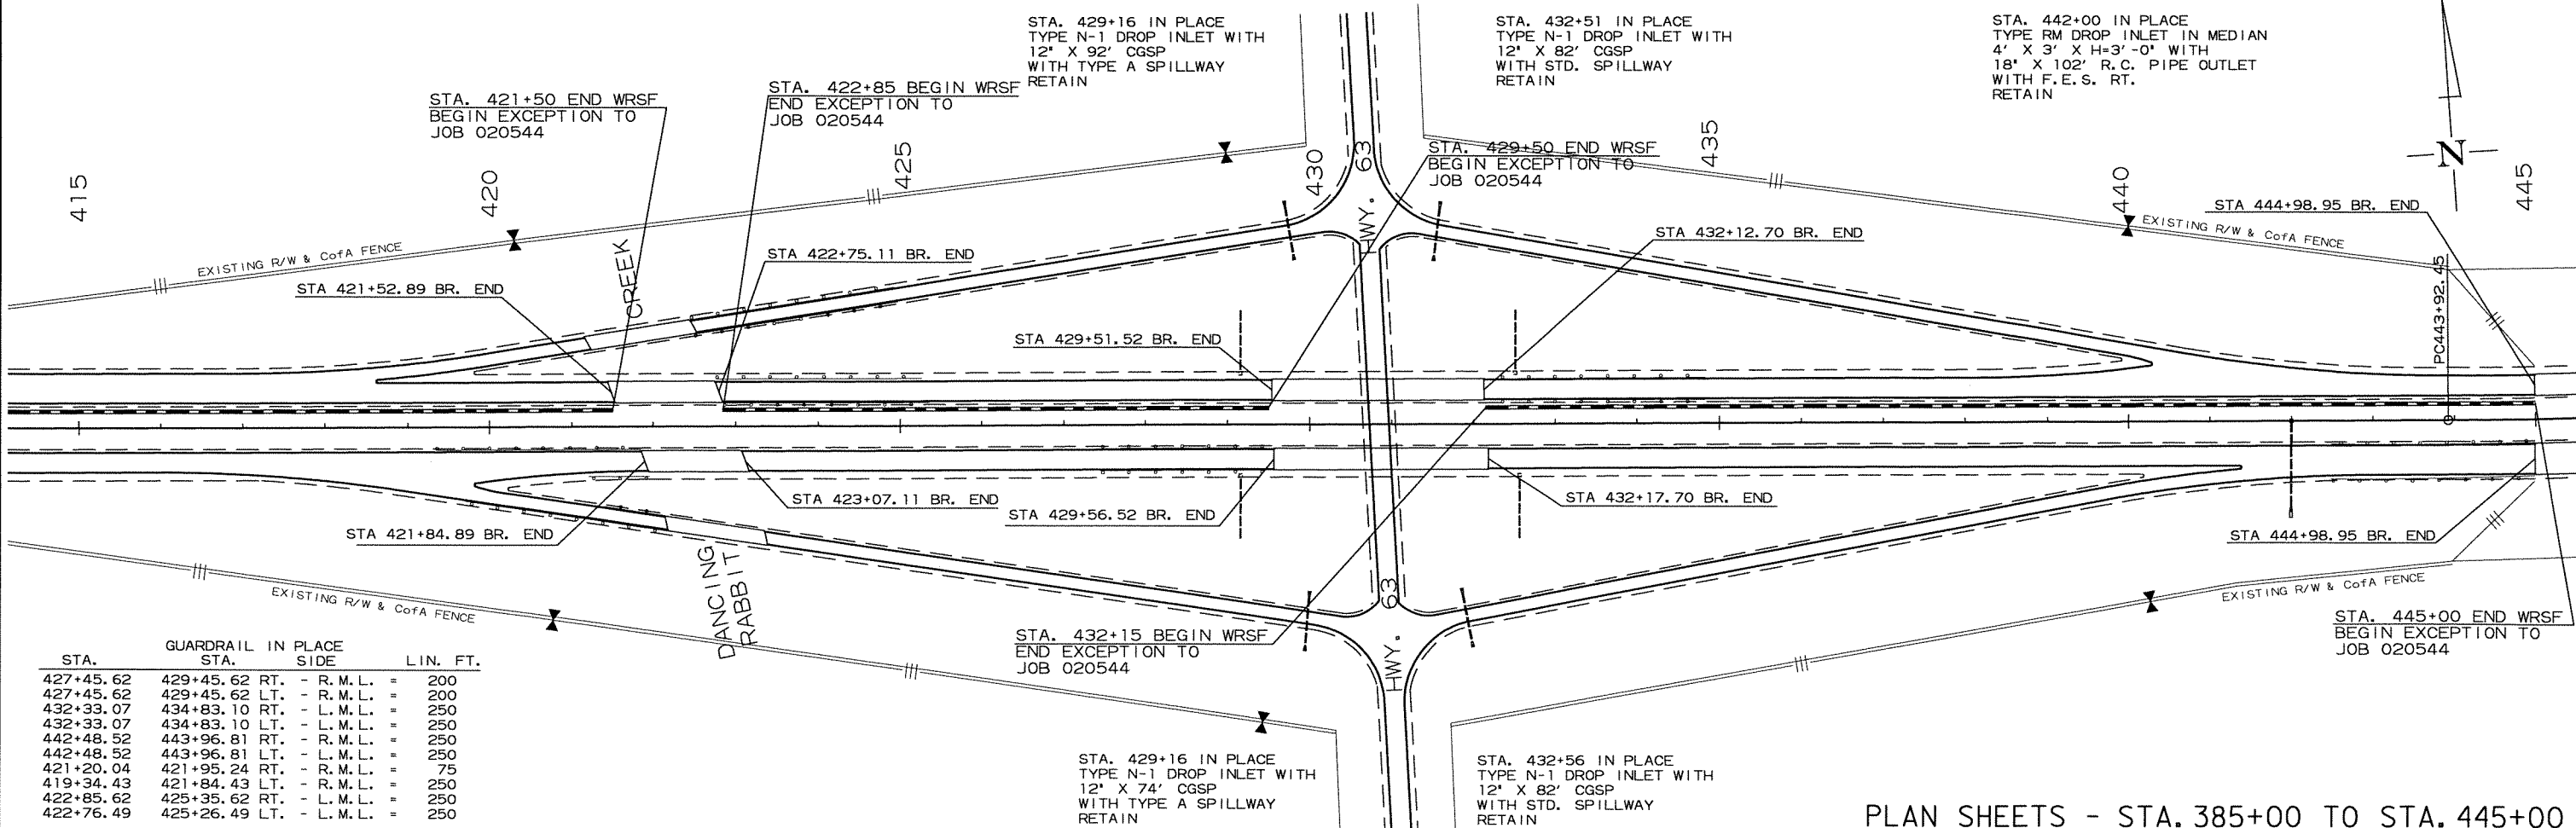 STA. 429+16 IN PLACE
TYPE N-1 DROP INLET WITH
12" X 92' CGSP
WITH TYPE A SPILLWAY
RETAIN
STA. 432+51 IN PLACE
TYPE N-1 DROP INLET WITH
12" X 82' CGSP
WITH STD. SPILLWAY
RETAIN
STA. 442+00 IN PLACE
TYPE RM DROP INLET IN MEDIAN
4' X 3' X H=3'-0" WITH
18" X 102' R.C. PIPE OUTLET
WITH F.E.S. RT.
RETAIN
STA. 421+50 END WRSF
BEGIN EXCEPTION TO
JOB 020544
STA. 422+85 BEGIN WRSF
END EXCEPTION TO
JOB 020544
STA. 429+50 END WRSF
BEGIN EXCEPTION TO
JOB 020544
415
420
425
430
435
440
445
N
HWY. 63
EXISTING R/W & CofA FENCE
CREEK
STA 421+52.89 BR. END
STA 422+75.11 BR. END
STA 429+51.52 BR. END
STA 432+12.70 BR. END
STA 444+98.95 BR. END
EXISTING R/W & CofA FENCE
PC443+92.45
STA 421+84.89 BR. END
STA 423+07.11 BR. END
STA 429+56.52 BR. END
STA 432+17.70 BR. END
STA 444+98.95 BR. END
DANCING
RABBIT
EXISTING R/W & CofA FENCE
HWY. 63
EXISTING R/W & CofA FENCE
STA. 432+15 BEGIN WRSF
END EXCEPTION TO
JOB 020544
STA. 445+00 END WRSF
BEGIN EXCEPTION TO
JOB 020544
GUARDRAIL IN PLACE
STA. STA. SIDE LIN. FT.
427+45.62 429+45.62 RT. - R.M.L. = 200
427+45.62 429+45.62 LT. - R.M.L. = 200
432+33.07 434+83.10 RT. - L.M.L. = 250
432+33.07 434+83.10 LT. - L.M.L. = 250
442+48.52 443+96.81 RT. - R.M.L. = 250
442+48.52 443+96.81 LT. - L.M.L. = 250
421+20.04 421+95.24 RT. - R.M.L. = 75
419+34.43 421+84.43 LT. - R.M.L. = 250
422+85.62 425+35.62 RT. - L.M.L. = 250
422+76.49 425+26.49 LT. - L.M.L. = 250
STA. 429+16 IN PLACE
TYPE N-1 DROP INLET WITH
12" X 74' CGSP
WITH TYPE A SPILLWAY
RETAIN
STA. 432+56 IN PLACE
TYPE N-1 DROP INLET WITH
12" X 82' CGSP
WITH STD. SPILLWAY
RETAIN
PLAN SHEETS - STA. 385+00 TO STA. 445+00